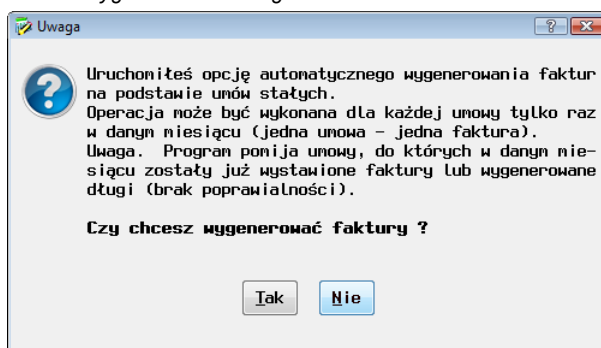 Uwaga
Uruchomiłeś opcję automatycznego wygenerowania faktur
na podstawie umów stałych.
Operacja może być wykonana dla każdej umowy tylko raz
w danym miesiącu (jedna umowa – jedna faktura).
Uwaga. Program pomija umowy, do których w danym mie-
siącu zostały już wystawione faktury lub wygenerowane
długi (brak poprawialności).
Czy chcesz wygenerować faktury ?
Tak
Nie